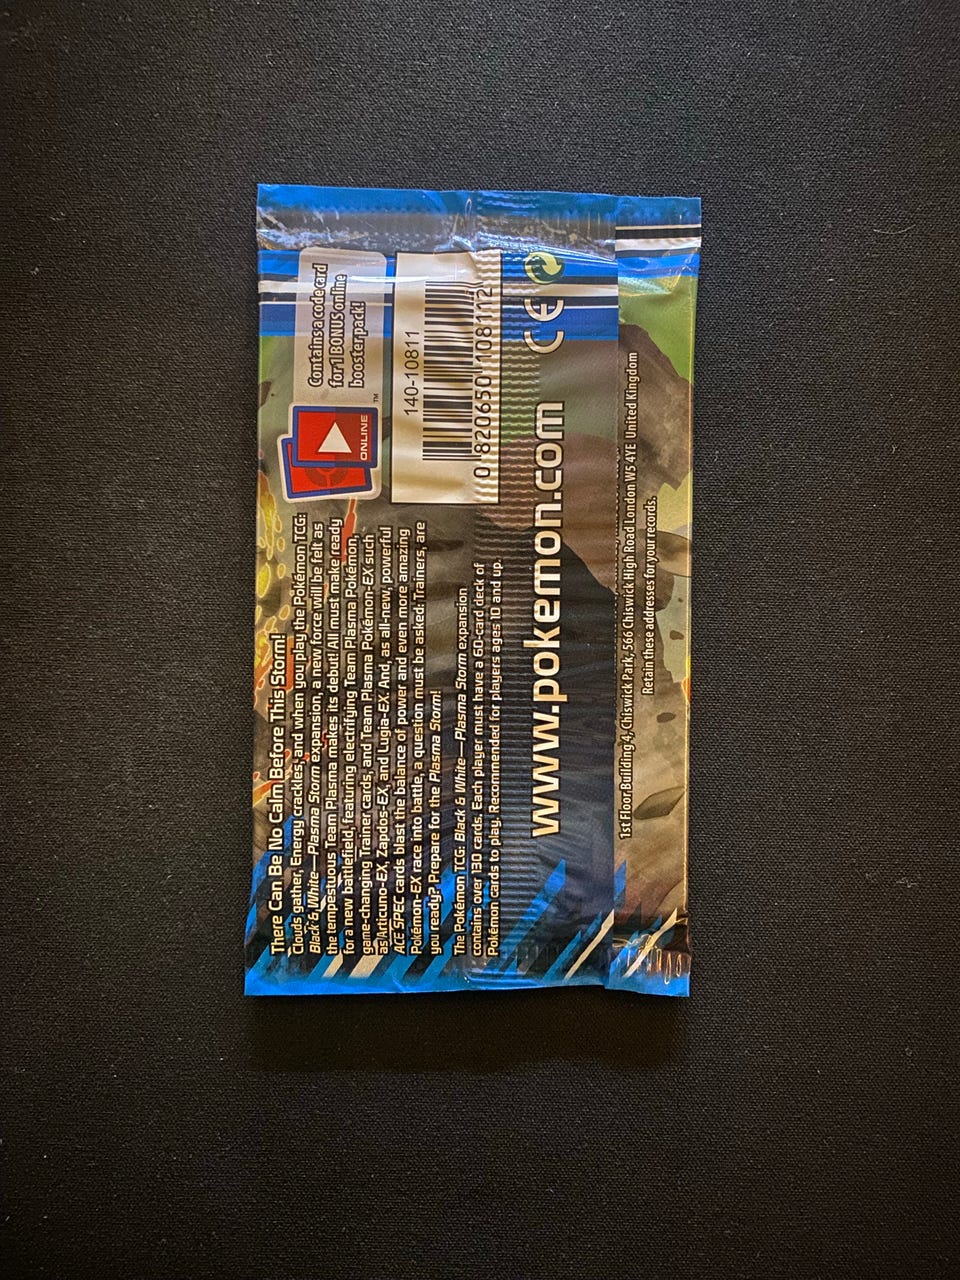 There Can Be No Calm Before This Storm!
Clouds gather, Energy crackles, and when you play the Pokémon TCG:
Black & White—Plasma Storm expansion, a new force will be felt as
the tempestuous Team Plasma makes its debut! All must make ready
for a new battlefield, featuring electrifying Team Plasma Pokémon,
game-changing Trainer cards, and Team Plasma Pokémon-EX such
as Articuno-EX, Zapdos-EX, and Lugia-EX. And, as all-new, powerful
ACE SPEC cards blast the balance of power and even more amazing
Pokémon-EX race into battle, a question must be asked: Trainers, are
you ready? Prepare for the Plasma Storm!
The Pokémon TCG: Black & White—Plasma Storm expansion
contains over 130 cards. Each player must have a 60-card deck of
Pokémon cards to play. Recommended for players ages 10 and up.
ONLINE
TM
Contains a code card
for 1 BONUS online
booster pack!
140-10811
0 820650 108112
www.pokemon.com
CE
1st Floor Building 4, Chiswick Park, 566 Chiswick High Road London W5 4YE United Kingdom
Retain these addresses for your records.